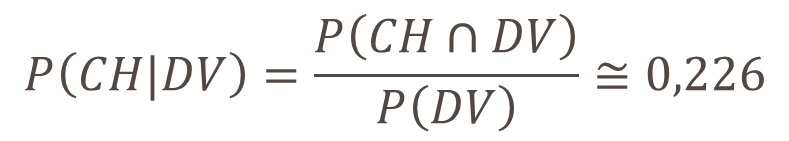 P(CH|DV) = P(CH ∩ DV) / P(DV) ≅ 0,226